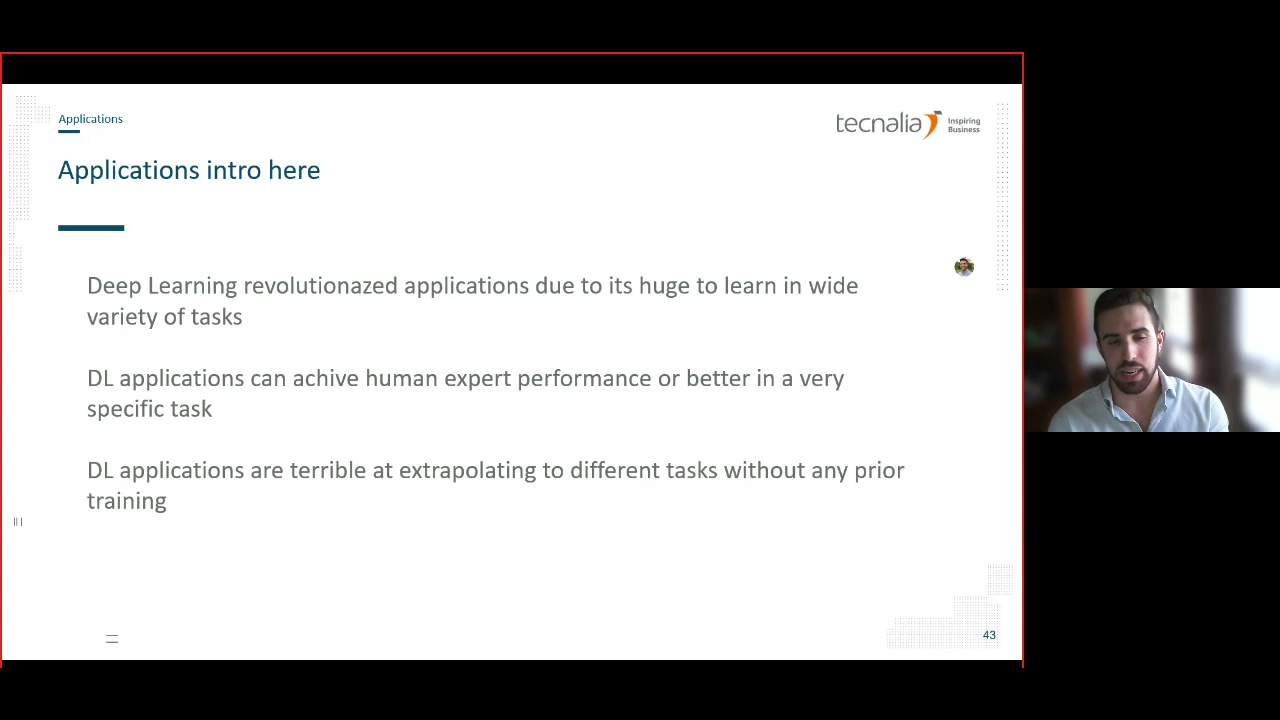 Applications
tecnalia Inspiring
Business
Applications intro here
Deep Learning revolutionazed applications due to its huge to learn in wide
variety of tasks
DL applications can achive human expert performance or better in a very
specific task
DL applications are terrible at extrapolating to different tasks without any prior
training
43